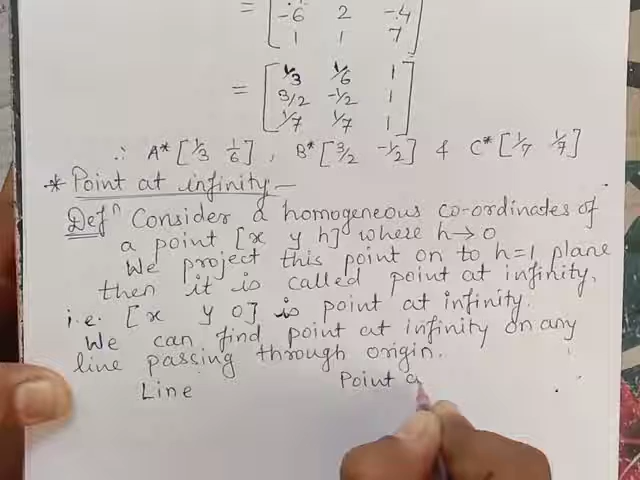 = [ -6 2 -4
1 1 7 ]
= [ 1/3 1/6 1
3/2 -1/2 1
1/7 1/7 1 ]
∴ A* [1/3 1/6] , B* [3/2 -1/2] & C* [1/7 1/7]
* Point at infinity –
Defⁿ Consider a homogeneous co-ordinates of
a point [x y h] where h→0
We project this point on to h=1 plane
then it is called point at infinity.
i.e. [x y 0] is point at infinity.
We can find point at infinity on any
line passing through origin.
Line Point a